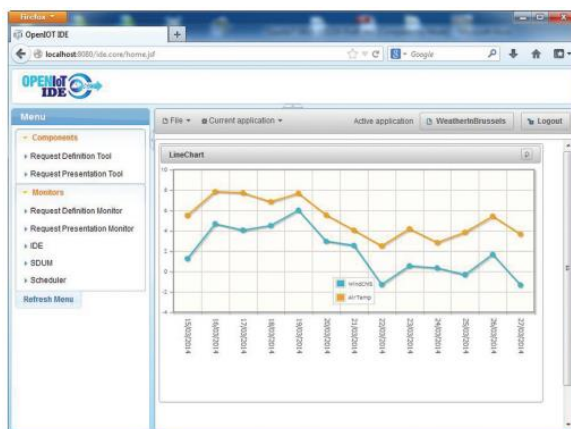 Firefox
OpenIOT IDE
+
localhost:8080/ide.core/home.jsf
Google
OPENIoT
IDE
Menu
Components
Request Definition Tool
Request Presentation Tool
Monitors
Request Definition Monitor
Request Presentation Monitor
IDE
SDUM
Scheduler
Refresh Menu
File
Current application
Active application
WeatherInBrussels
Logout
LineChart
10
8
6
4
2
0
-2
-4
WindChill
AirTemp
15/03/2014
16/03/2014
17/03/2014
18/03/2014
19/03/2014
20/03/2014
21/03/2014
22/03/2014
23/03/2014
24/03/2014
25/03/2014
26/03/2014
27/03/2014